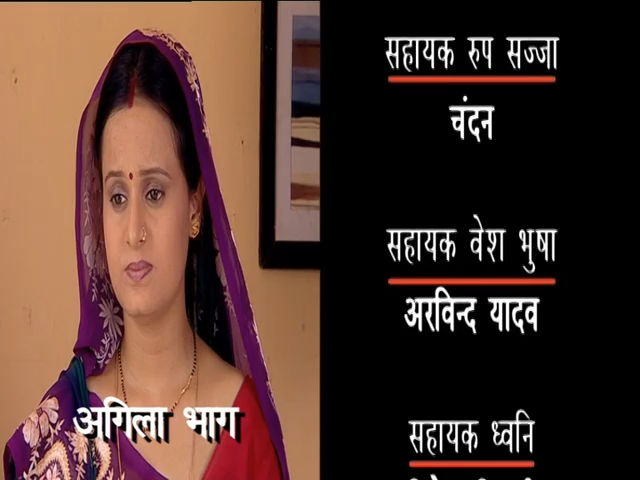 सहायक रुप सज्जा
चंदन
सहायक वेश भुषा
अरविन्द यादव
सहायक ध्वनि
अगिला भाग